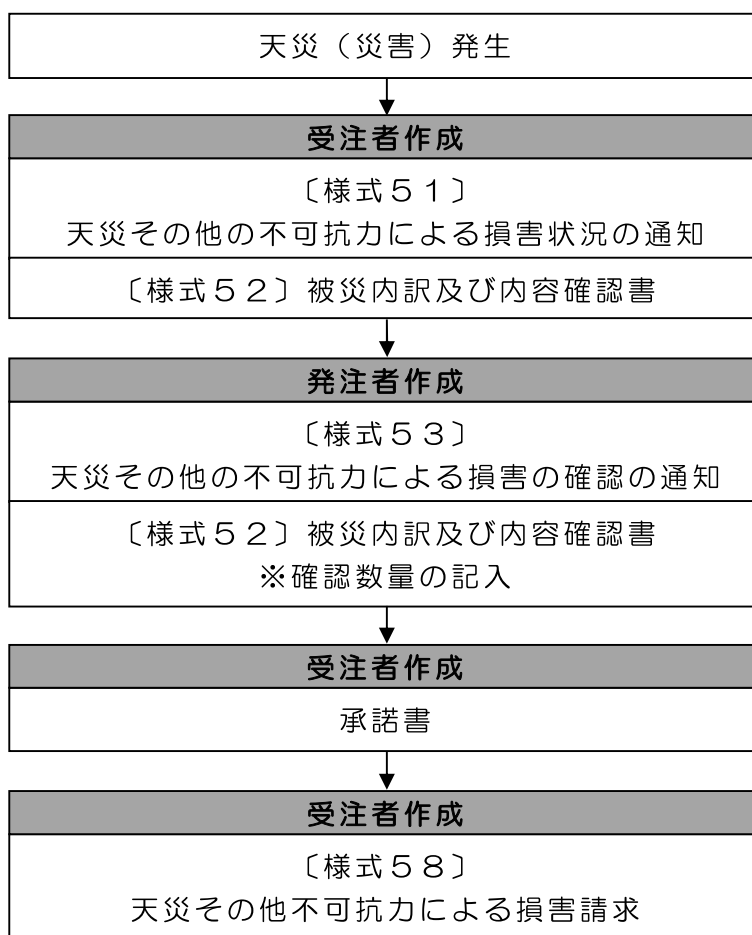 天災（災害）発生
受注者作成
〔様式５１〕
天災その他の不可抗力による損害状況の通知
〔様式５２〕被災内訳及び内容確認書
発注者作成
〔様式５３〕
天災その他の不可抗力による損害の確認の通知
〔様式５２〕被災内訳及び内容確認書
※確認数量の記入
受注者作成
承諾書
受注者作成
〔様式５８〕
天災その他不可抗力による損害請求